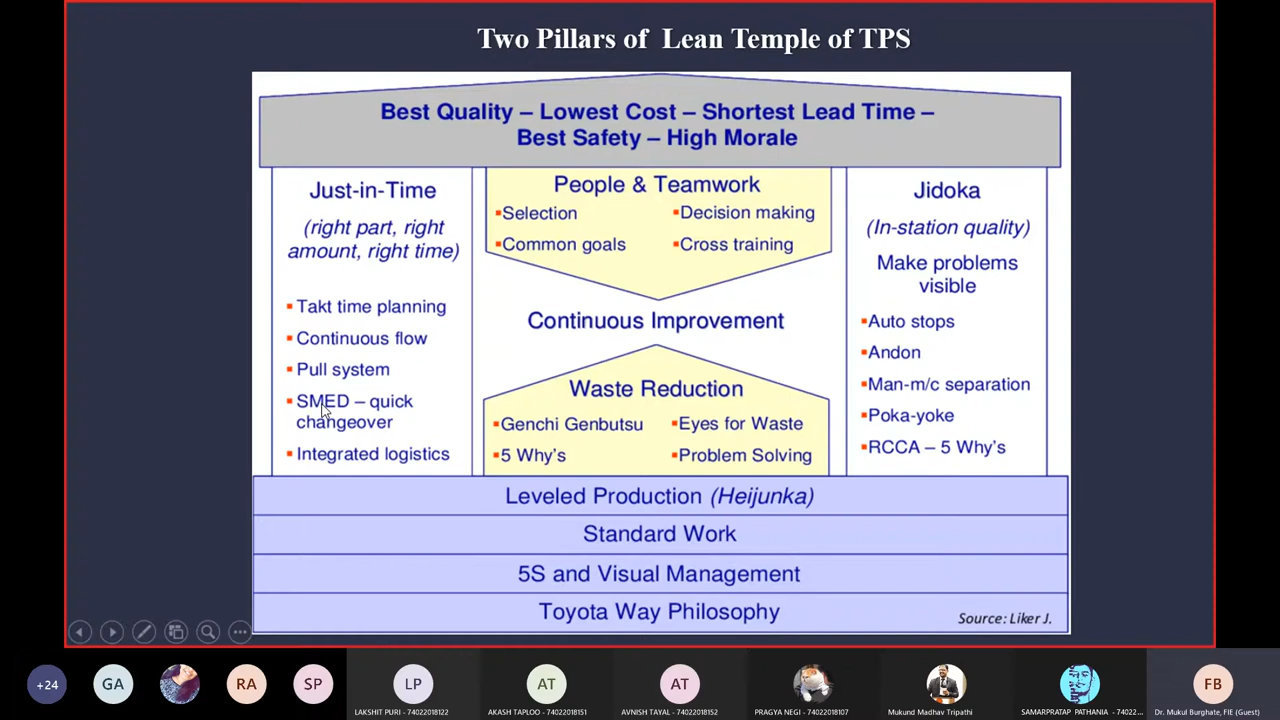 Two Pillars of Lean Temple of TPS
Best Quality – Lowest Cost – Shortest Lead Time –
Best Safety – High Morale
Just-in-Time
(right part, right
amount, right time)
▪Takt time planning
▪Continuous flow
▪Pull system
▪SMED – quick
changeover
▪Integrated logistics
People & Teamwork
▪Selection
▪Decision making
▪Common goals
▪Cross training
Continuous Improvement
Waste Reduction
▪Genchi Genbutsu
▪Eyes for Waste
▪5 Why's
▪Problem Solving
Jidoka
(In-station quality)
Make problems
visible
▪Auto stops
▪Andon
▪Man-m/c separation
▪Poka-yoke
▪RCCA – 5 Why's
Leveled Production (Heijunka)
Standard Work
5S and Visual Management
Toyota Way Philosophy
Source: Liker J.
+24
GA
RA
SP
LP
LAKSHIT PURI - 74022018122
AT
AKASH TAPLOO - 74022018151
AT
AVNISH TAYAL - 74022018152
PRAGYA NEGI - 74022018107
Mukund Madhav Tripathi
SAMARPRATAP PATHANIA - 74022...
FB
Dr. Mukul Burghate, FIE (Guest)